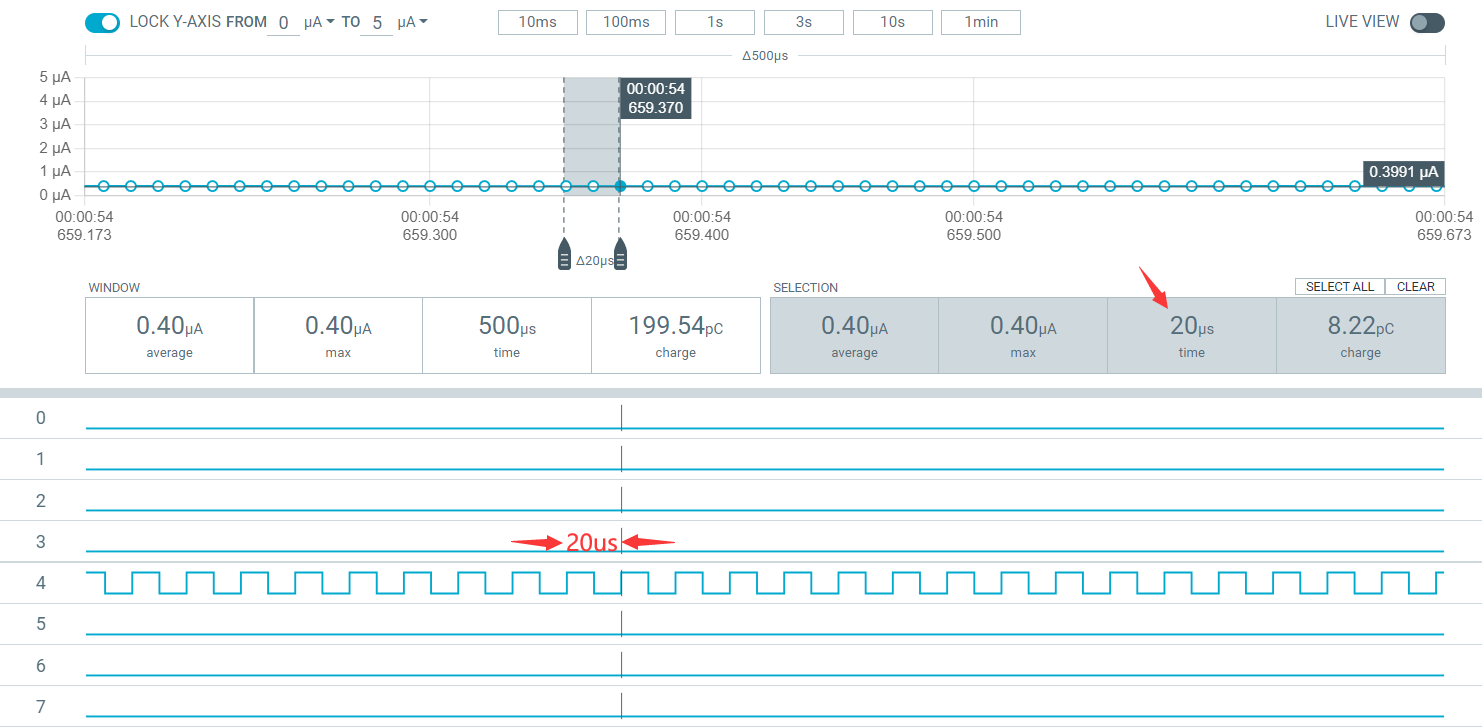 LOCK Y-AXIS FROM 0 µA TO 5 µA 10ms 100ms 1s 3s 10s 1min LIVE VIEW
Δ500µs
5 µA
4 µA
3 µA
2 µA
1 µA
0 µA
00:00:54
659.370
0.3991 µA
00:00:54 00:00:54 00:00:54 00:00:54 00:00:54
659.173 659.300 659.400 659.500 659.673
Δ20µs
WINDOW SELECTION SELECT ALL CLEAR
0.40µA 0.40µA 500µs 199.54pC 0.40µA 0.40µA 20µs 8.22pC
average max time charge average max time charge
0
1
2
3 20us
4
5
6
7